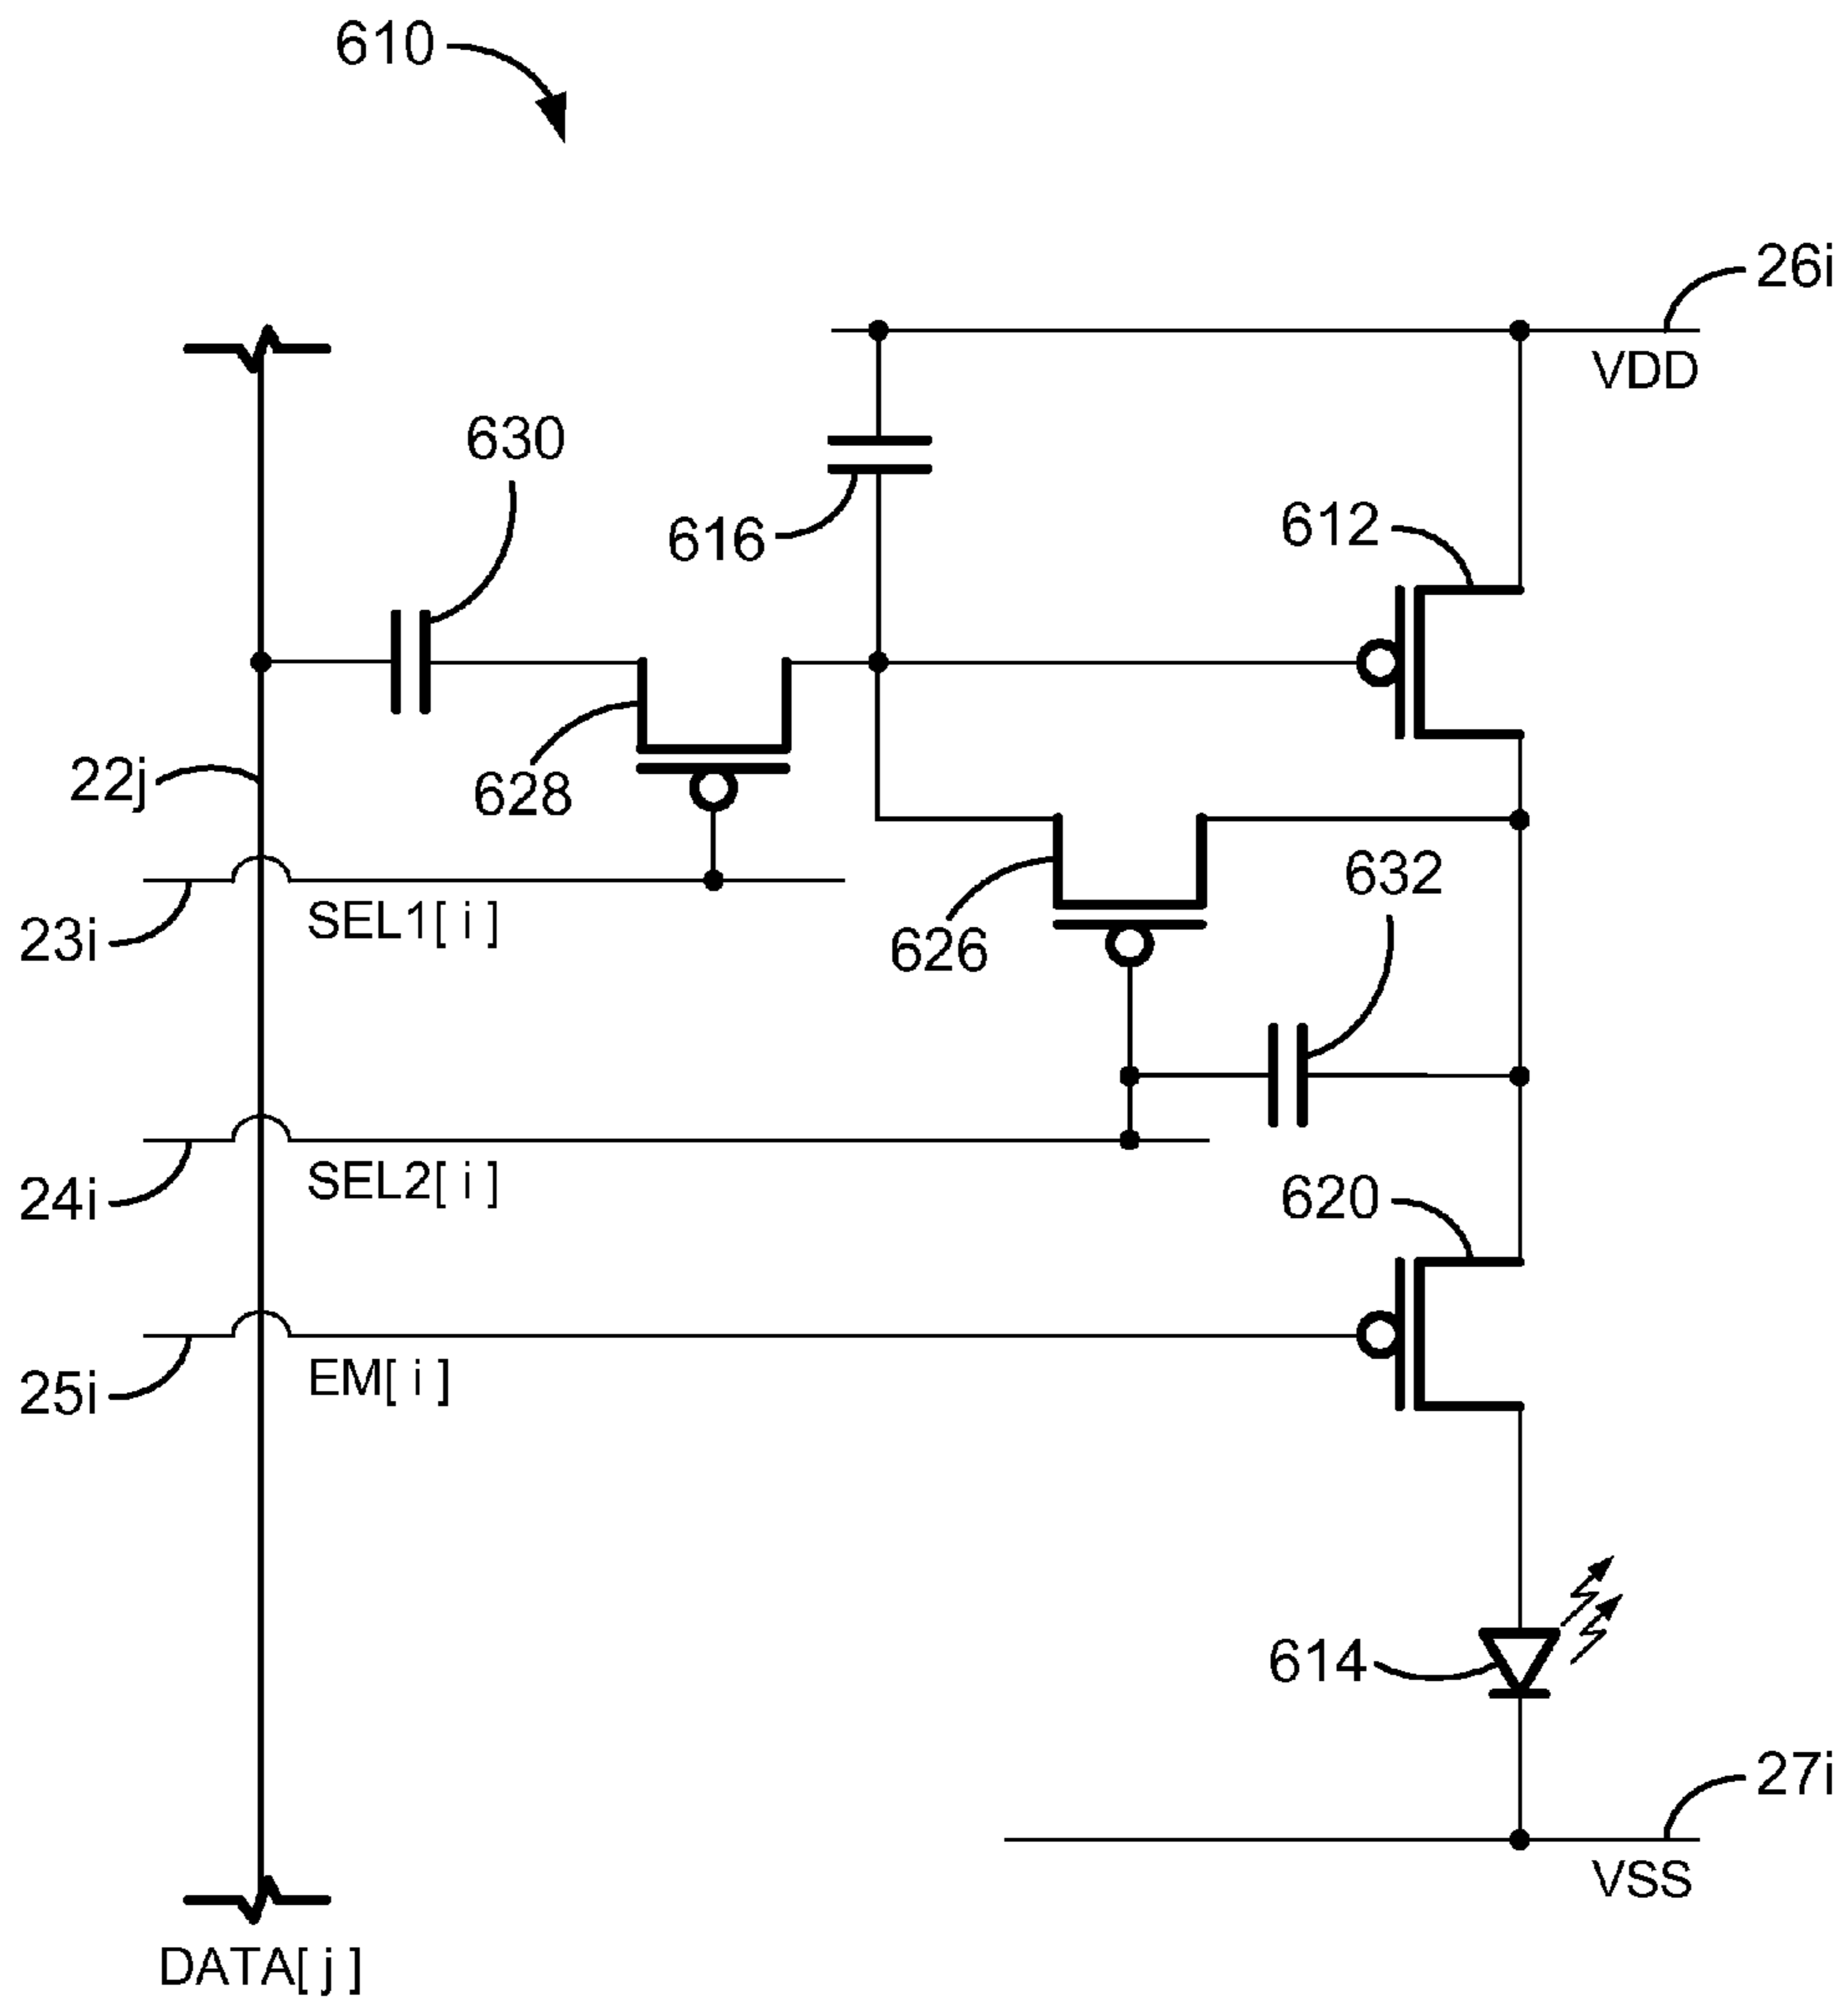 610
26i
VDD
630
616
612
628
22j
632
SEL1[ i ]
23i
626
SEL2[ i ]
24i
620
EM[ i ]
25i
614
27i
VSS
DATA[ j ]